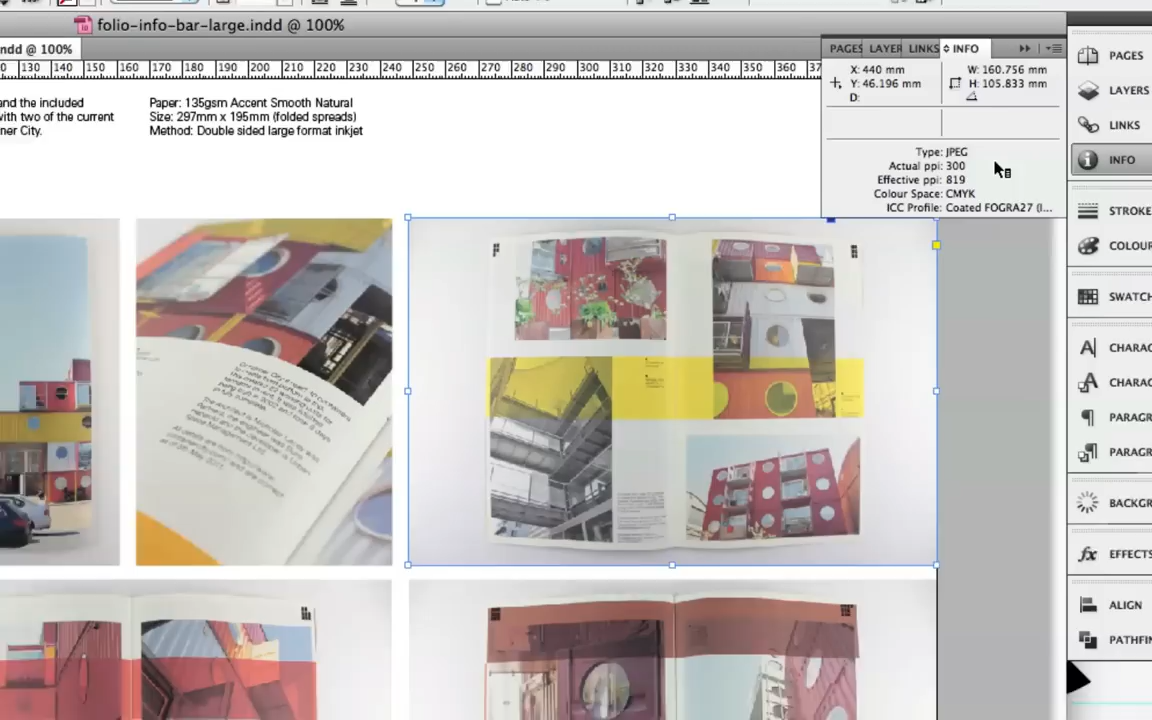 folio-info-bar-large.indd @ 100%
ndd @ 100%
130 140 150 160 170 180 190 200 210 220 230 240 250 260 270 280 290 300 310 320 330 340 350 360 37
and the included
with two of the current
ner City.
Paper: 135gsm Accent Smooth Natural
Size: 297mm x 195mm (folded spreads)
Method: Double sided large format inkjet
PAGES LAYER LINKS INFO
X: 440 mm
Y: 46.196 mm
D:
W: 160.756 mm
H: 105.833 mm
Type: JPEG
Actual ppi: 300
Effective ppi: 819
Colour Space: CMYK
ICC Profile: Coated FOGRA27 (I...
PAGES
LAYERS
LINKS
INFO
STROKE
COLOUR
SWATCH
CHARAC
CHARAC
PARAGR
PARAGR
BACKGR
EFFECTS
ALIGN
PATHFIN